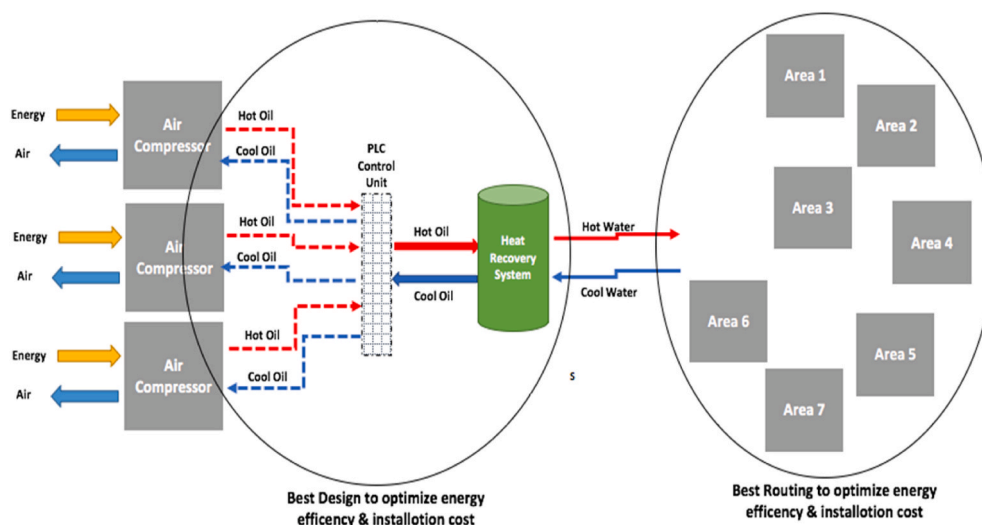 Energy
Air
Air
Compressor
Hot Oil
Cool Oil
Energy
Air
Air
Compressor
Hot Oil
Cool Oil
Energy
Air
Air
Compressor
Hot Oil
Cool Oil
PLC
Control
Unit
Hot Oil
Cool Oil
Heat
Recovery
System
Hot Water
Cool Water
s
Area 1
Area 2
Area 3
Area 4
Area 6
Area 5
Area 7
Best Design to optimize energy
efficency & installotion cost
Best Routing to optimize energy
efficency & installation cost